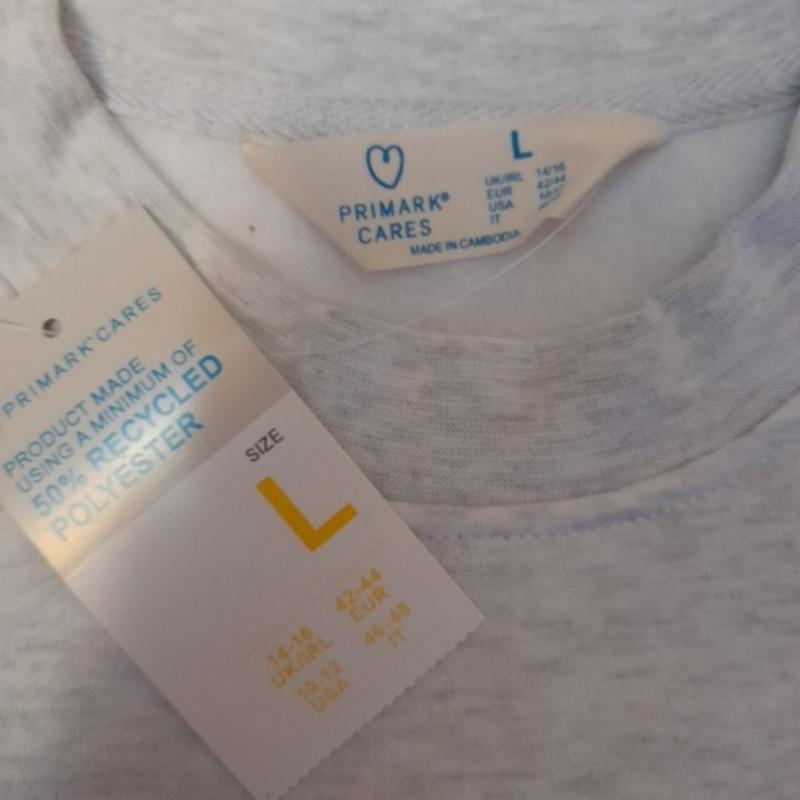 L
PRIMARK®
CARES
UK/IRL 14/16
EUR 42/44
USA
IT
MADE IN CAMBODIA
PRIMARK® CARES
PRODUCT MADE
USING A MINIMUM OF
50% RECYCLED
POLYESTER
SIZE
L
14-16 42-44
UK/IRL EUR
10-12 46-48
USA IT